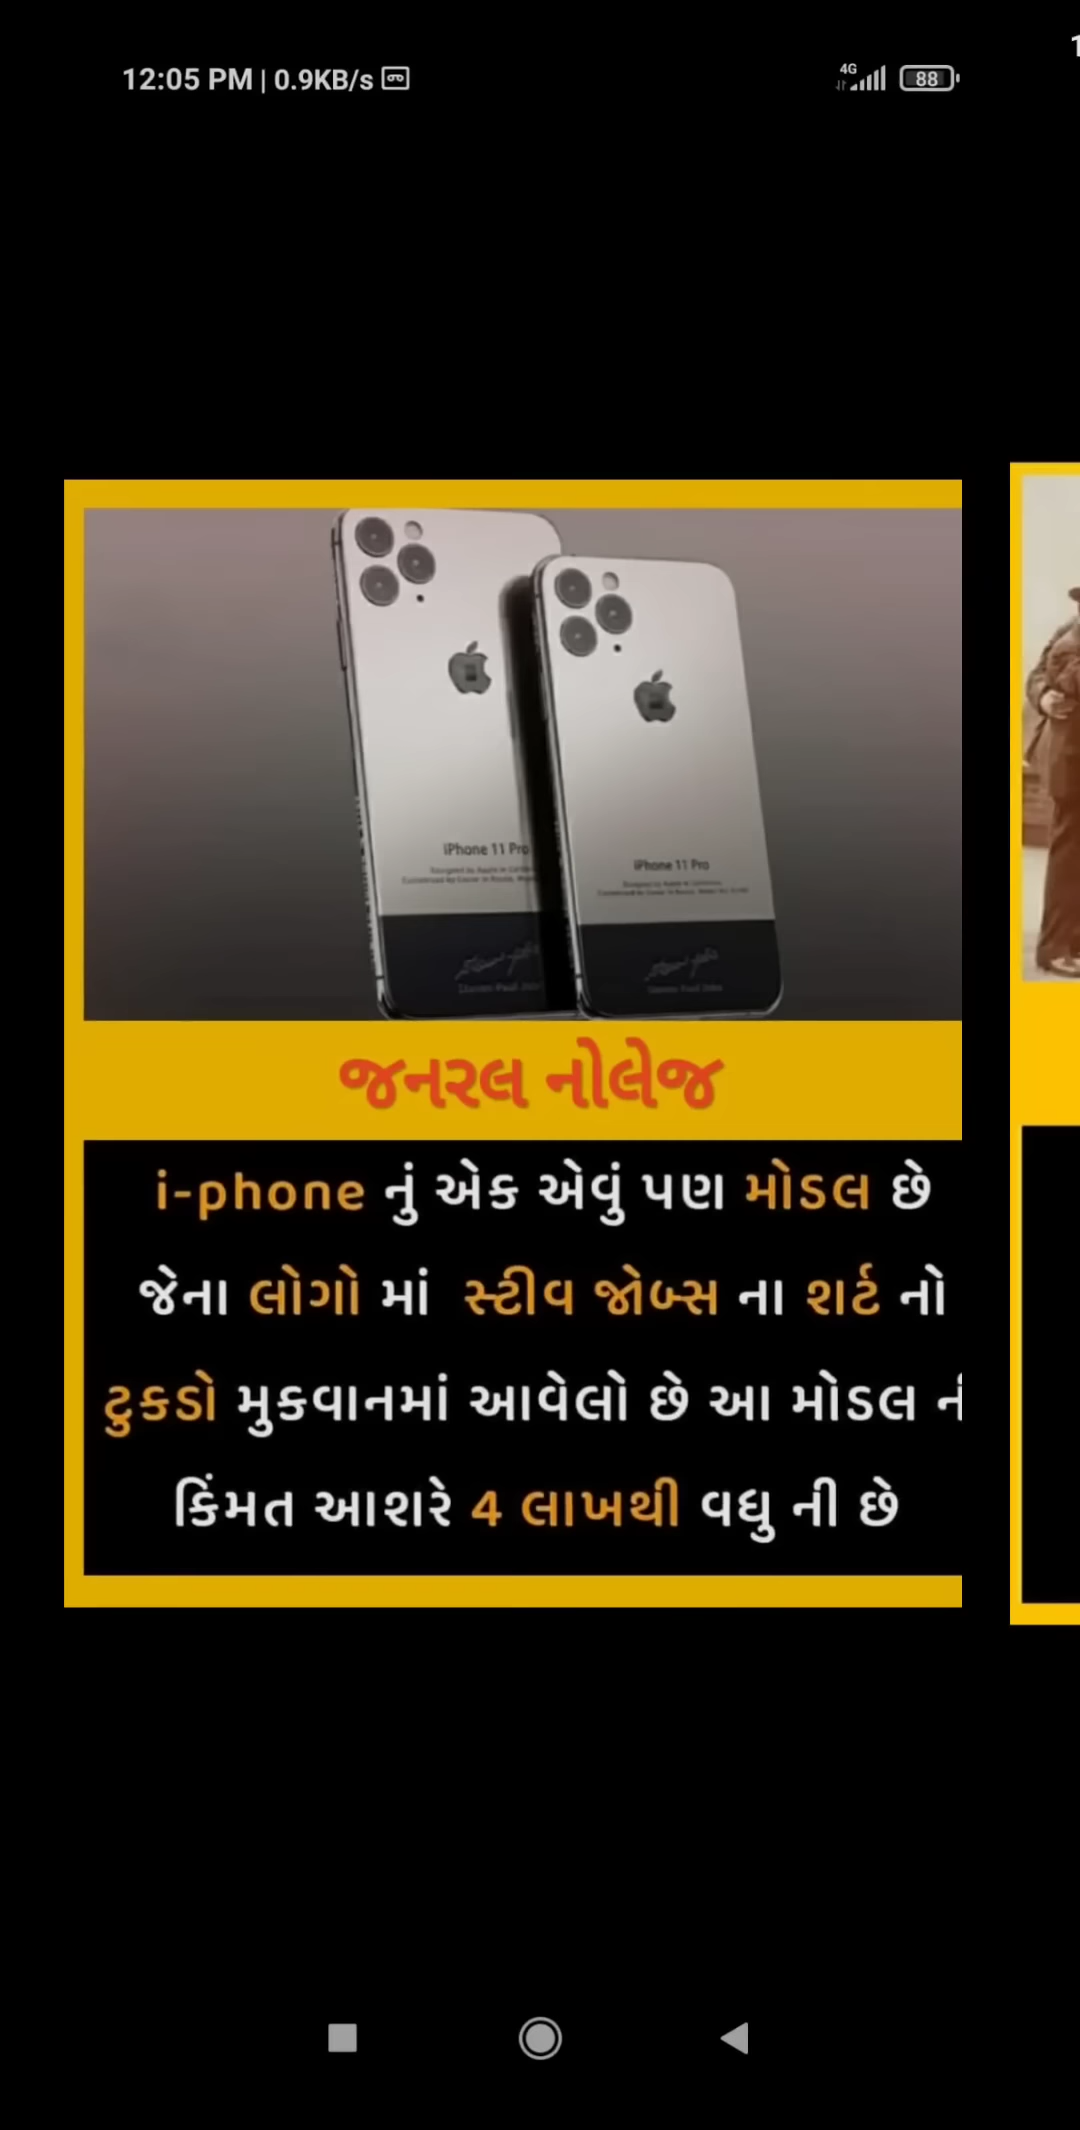 12:05 PM | 0.9KB/s
4G
88
iPhone 11 Pro
iPhone 11 Pro
જનરલ નોલેજ
i-phone નું એક એવું પણ મોડલ છે
જેના લોગો માં સ્ટીવ જોબ્સ ના શર્ટ નો
ટુકડો મુકવાનમાં આવેલો છે આ મોડલ ની
કિંમત આશરે 4 લાખથી વધુ ની છે